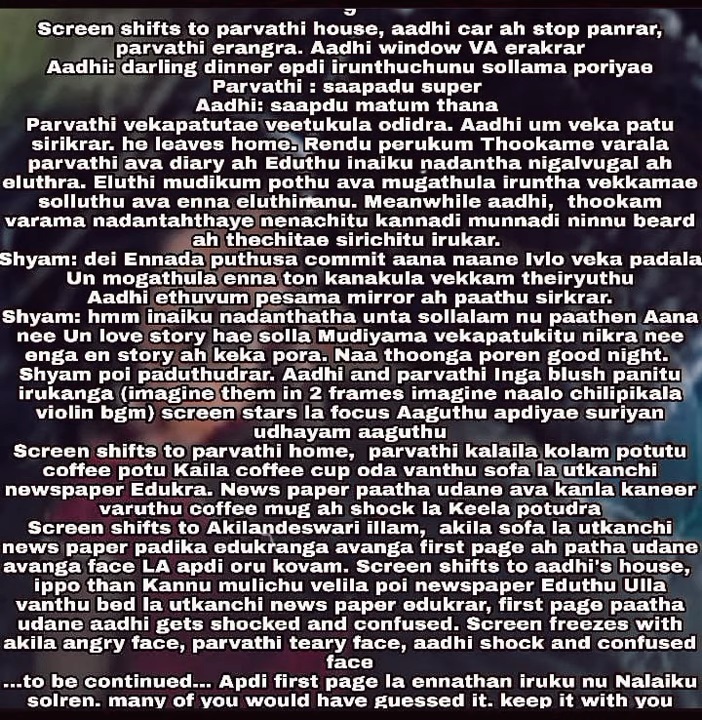 Screen shifts to parvathi house, aadhi car ah stop panrar,
parvathi erangra. Aadhi window VA erakrar
Aadhi: darling dinner epdi irunthuchunu sollama poriyae
Parvathi : saapadu super
Aadhi: saapdu matum thana
Parvathi vekapatutae veetukula odidra. Aadhi um veka patu
sirikrar. he leaves home. Rendu perukum Thookame varala
parvathi ava diary ah Eduthu inaiku nadantha nigalvugal ah
eluthra. Eluthi mudikum pothu ava mugathula iruntha vekkamae
solluthu ava enna eluthinanu. Meanwhile aadhi,  thookam
varama nadantahthaye nenachitu kannadi munnadi ninnu beard
ah thechitae sirichitu irukar.
Shyam: dei Ennada puthusa commit aana naane Ivlo veka padala
Un mogathula enna ton kanakula vekkam theiryuthu
Aadhi ethuvum pesama mirror ah paathu sirkrar.
Shyam: hmm inaiku nadanthatha unta sollalam nu paathen Aana
nee Un love story hae solla Mudiyama vekapatukitu nikra nee
enga en story ah keka pora. Naa thoonga poren good night.
Shyam poi paduthudrar. Aadhi and parvathi Inga blush panitu
irukanga (imagine them in 2 frames imagine naalo chilipikala
violin bgm) screen stars la focus Aaguthu apdiyae suriyan
udhayam aaguthu
Screen shifts to parvathi home,  parvathi kalaila kolam potutu
coffee potu Kaila coffee cup oda vanthu sofa la utkanchi
newspaper Edukra. News paper paatha udane ava kanla kaneer
varuthu coffee mug ah shock la Keela potudra
Screen shifts to Akilandeswari illam,  akila sofa la utkanchi
news paper padika edukranga avanga first page ah patha udane
avanga face LA apdi oru kovam. Screen shifts to aadhi's house,
ippo than Kannu mulichu velila poi newspaper Eduthu Ulla
vanthu bed la utkanchi news paper edukrar, first page paatha
udane aadhi gets shocked and confused. Screen freezes with
akila angry face, parvathi teary face, aadhi shock and confused
face
...to be continued... Apdi first page la ennathan iruku nu Nalaiku
solren. many of you would have guessed it. keep it with you